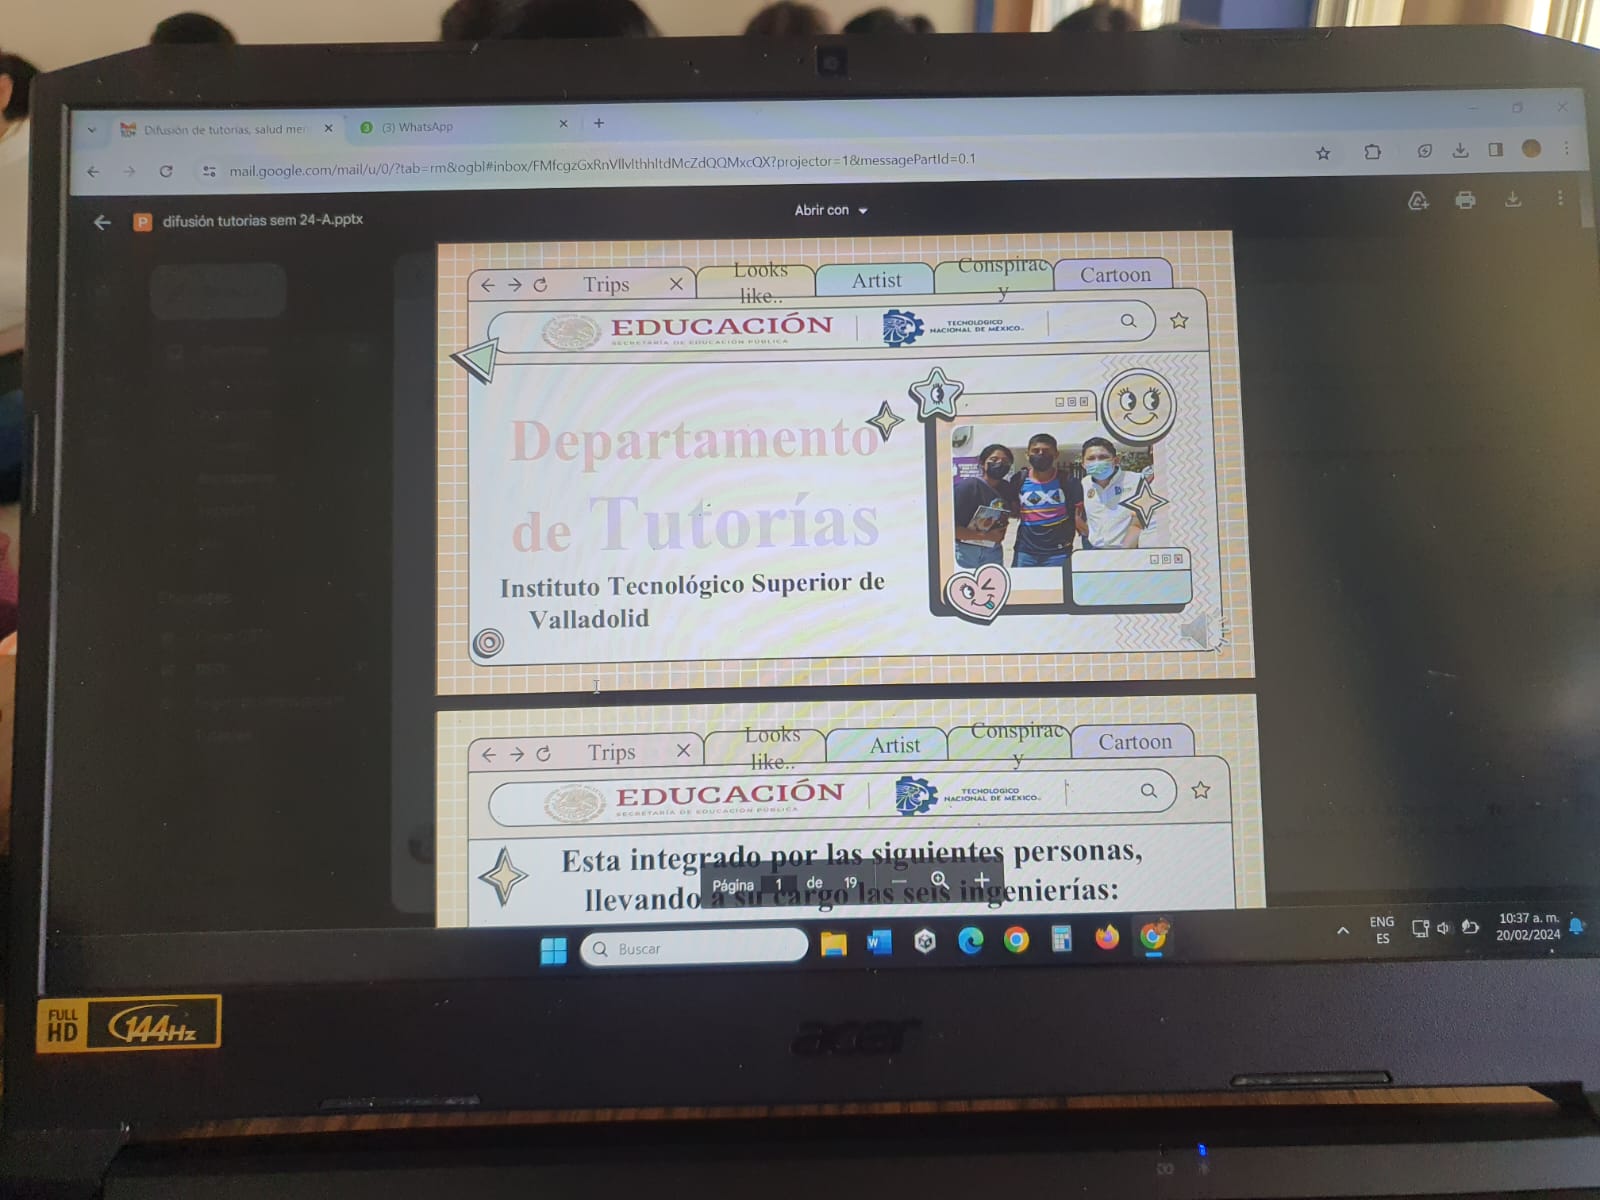 Difusión de tutorias, salud me
(3) WhatsApp
mail.google.com/mail/u/0/?tab=rm&ogbl#inbox/FMfcgzGxRnVllvlthhltdMcZdQQMxcQX?projector=1&messagePartId=0.1
P difusión tutorias sem 24-A.pptx
Abrir con
Trips
Looks
like..
Artist
Conspirac
y
Cartoon
EDUCACIÓN
SECRETARÍA DE EDUCACIÓN PÚBLICA
TECNOLÓGICO
NACIONAL DE MÉXICO
Departamento
de Tutorías
Instituto Tecnológico Superior de
Valladolid
Trips
Looks
like..
Artist
Conspirac
y
Cartoon
EDUCACIÓN
SECRETARÍA DE EDUCACIÓN PÚBLICA
TECNOLÓGICO
NACIONAL DE MÉXICO
Esta integrado por las siguientes personas,
llevando a su cargo las seis ingenierías:
Página 1 de 19
Buscar
ENG
ES
10:37 a. m.
20/02/2024
FULL
HD
144Hz
acer